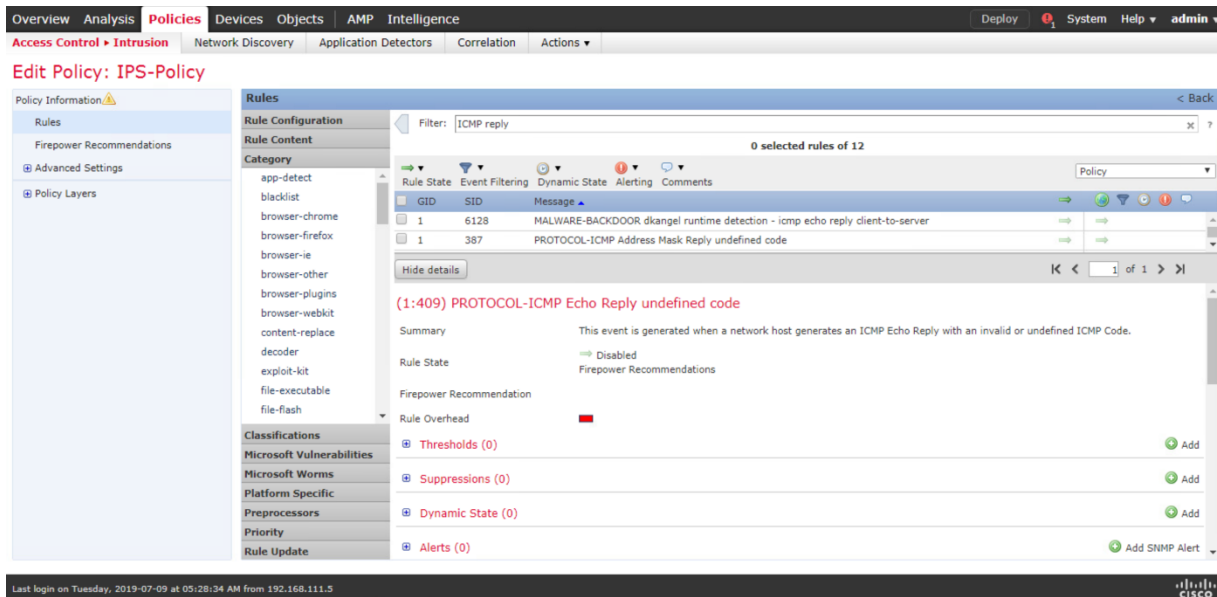 Overview Analysis Policies Devices Objects AMP Intelligence Deploy 1 System Help admin
Access Control ▸ Intrusion Network Discovery Application Detectors Correlation Actions
Edit Policy: IPS-Policy
Policy Information
Rules
Firepower Recommendations
Advanced Settings
Policy Layers
Rules < Back
Rule Configuration
Rule Content
Category
app-detect
blacklist
browser-chrome
browser-firefox
browser-ie
browser-other
browser-plugins
browser-webkit
content-replace
decoder
exploit-kit
file-executable
file-flash
Classifications
Microsoft Vulnerabilities
Microsoft Worms
Platform Specific
Preprocessors
Priority
Rule Update
Filter: ICMP reply × ?
0 selected rules of 12
Rule State Event Filtering Dynamic State Alerting Comments Policy
GID SID Message
1 6128 MALWARE-BACKDOOR dkangel runtime detection - icmp echo reply client-to-server
1 387 PROTOCOL-ICMP Address Mask Reply undefined code
Hide details 1 of 1
(1:409) PROTOCOL-ICMP Echo Reply undefined code
Summary This event is generated when a network host generates an ICMP Echo Reply with an invalid or undefined ICMP Code.
Rule State Disabled
Firepower Recommendations
Firepower Recommendation
Rule Overhead
Thresholds (0) Add
Suppressions (0) Add
Dynamic State (0) Add
Alerts (0) Add SNMP Alert
Last login on Tuesday, 2019-07-09 at 05:28:34 AM from 192.168.111.5 CISCO